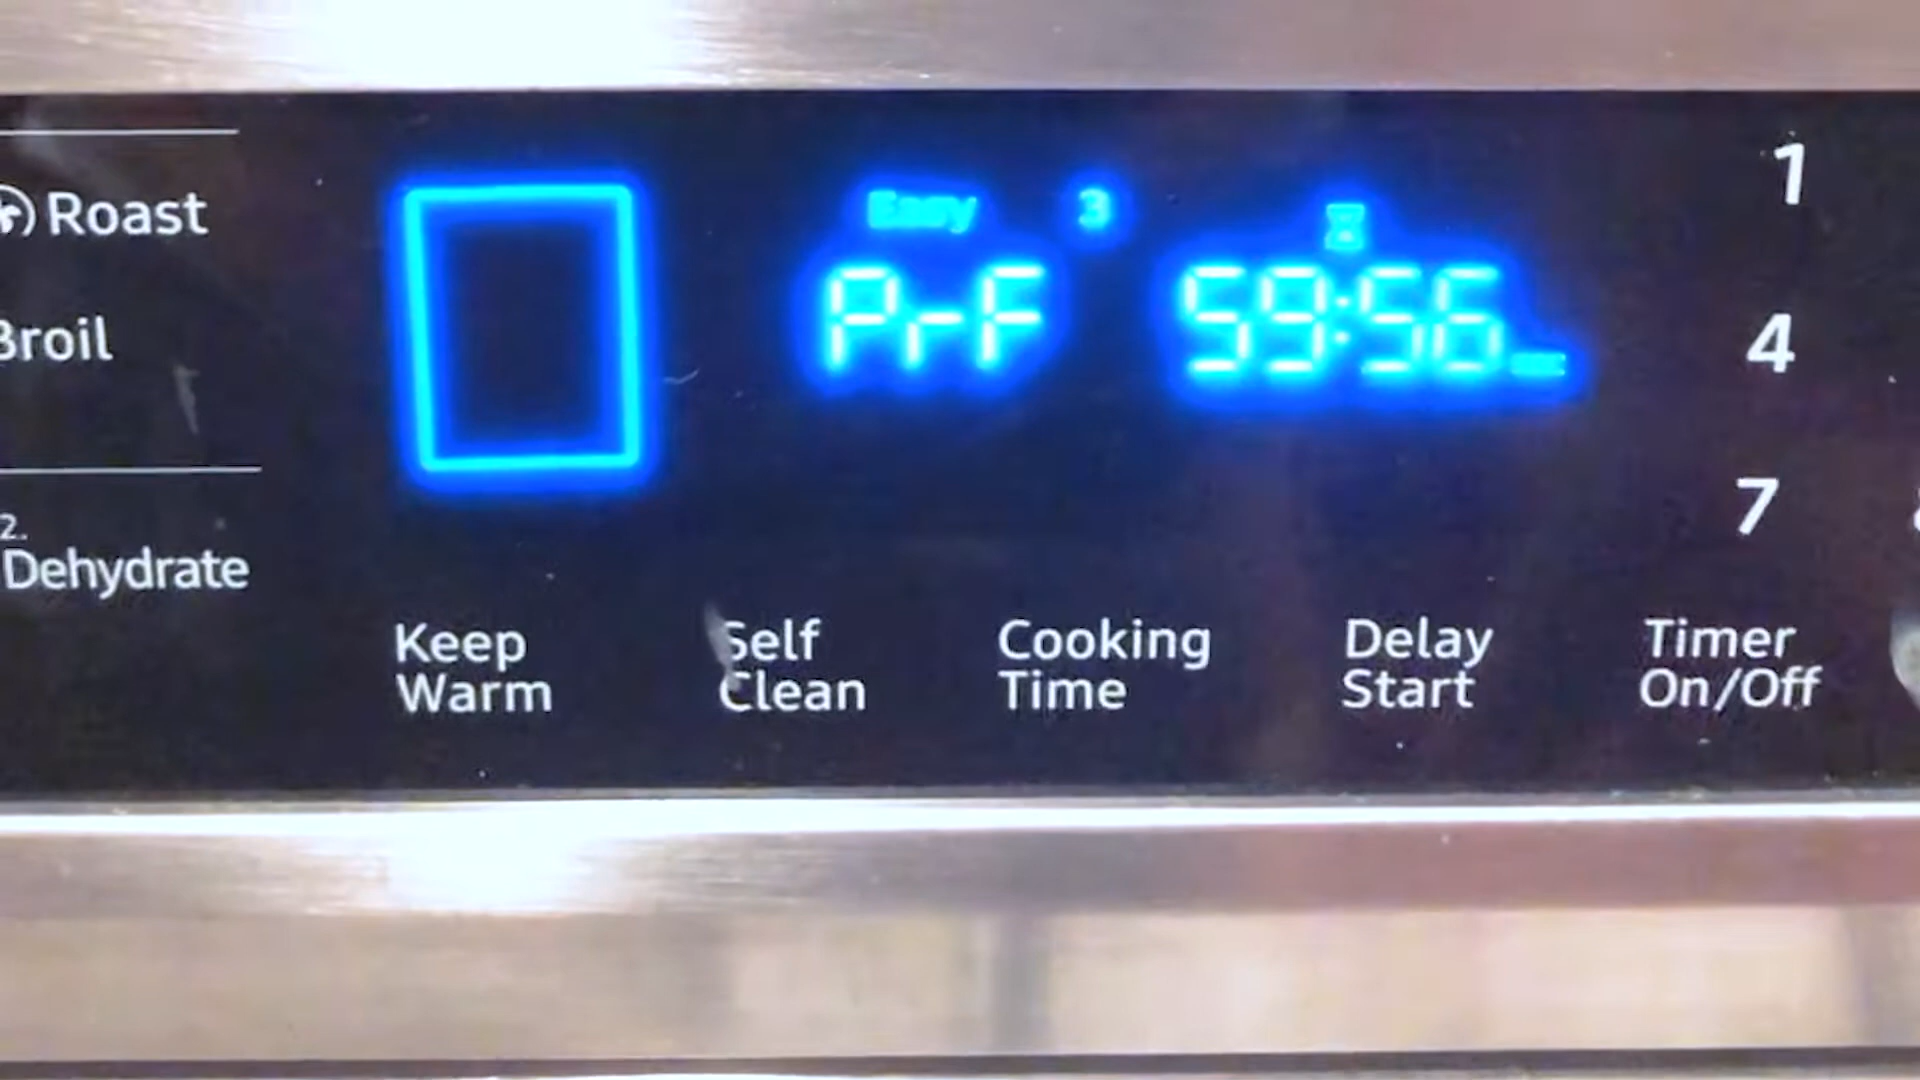 Roast
Broil
2.
Dehydrate
Easy 3
PrF 59:56
Keep
Warm
Self
Clean
Cooking
Time
Delay
Start
Timer
On/Off
1
4
7